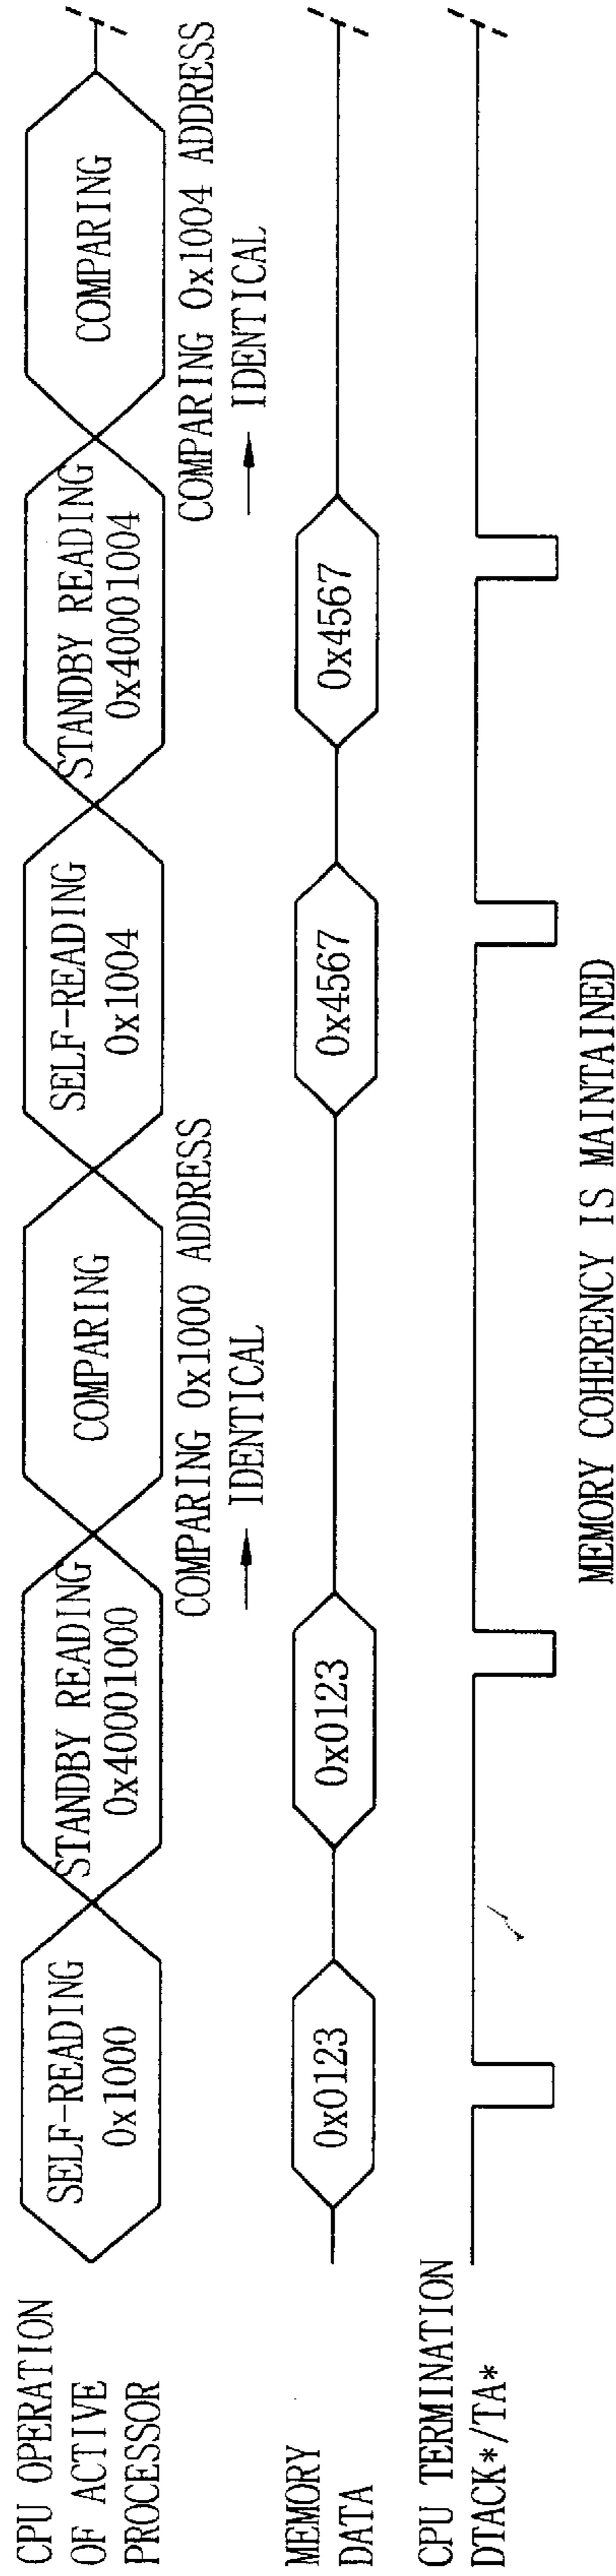 CPU OPERATION
OF ACTIVE
PROCESSOR
SELF-READING
0x1000
STANDBY READING
0x40001000
COMPARING
SELF-READING
0x1004
STANDBY READING
0x40001004
COMPARING
COMPARING 0x1000 ADDRESS
→ IDENTICAL
COMPARING 0x1004 ADDRESS
→ IDENTICAL
MEMORY
DATA
0x0123
0x0123
0x4567
0x4567
CPU TERMINATION
DTACK*/TA*
MEMORY COHERENCY IS MAINTAINED